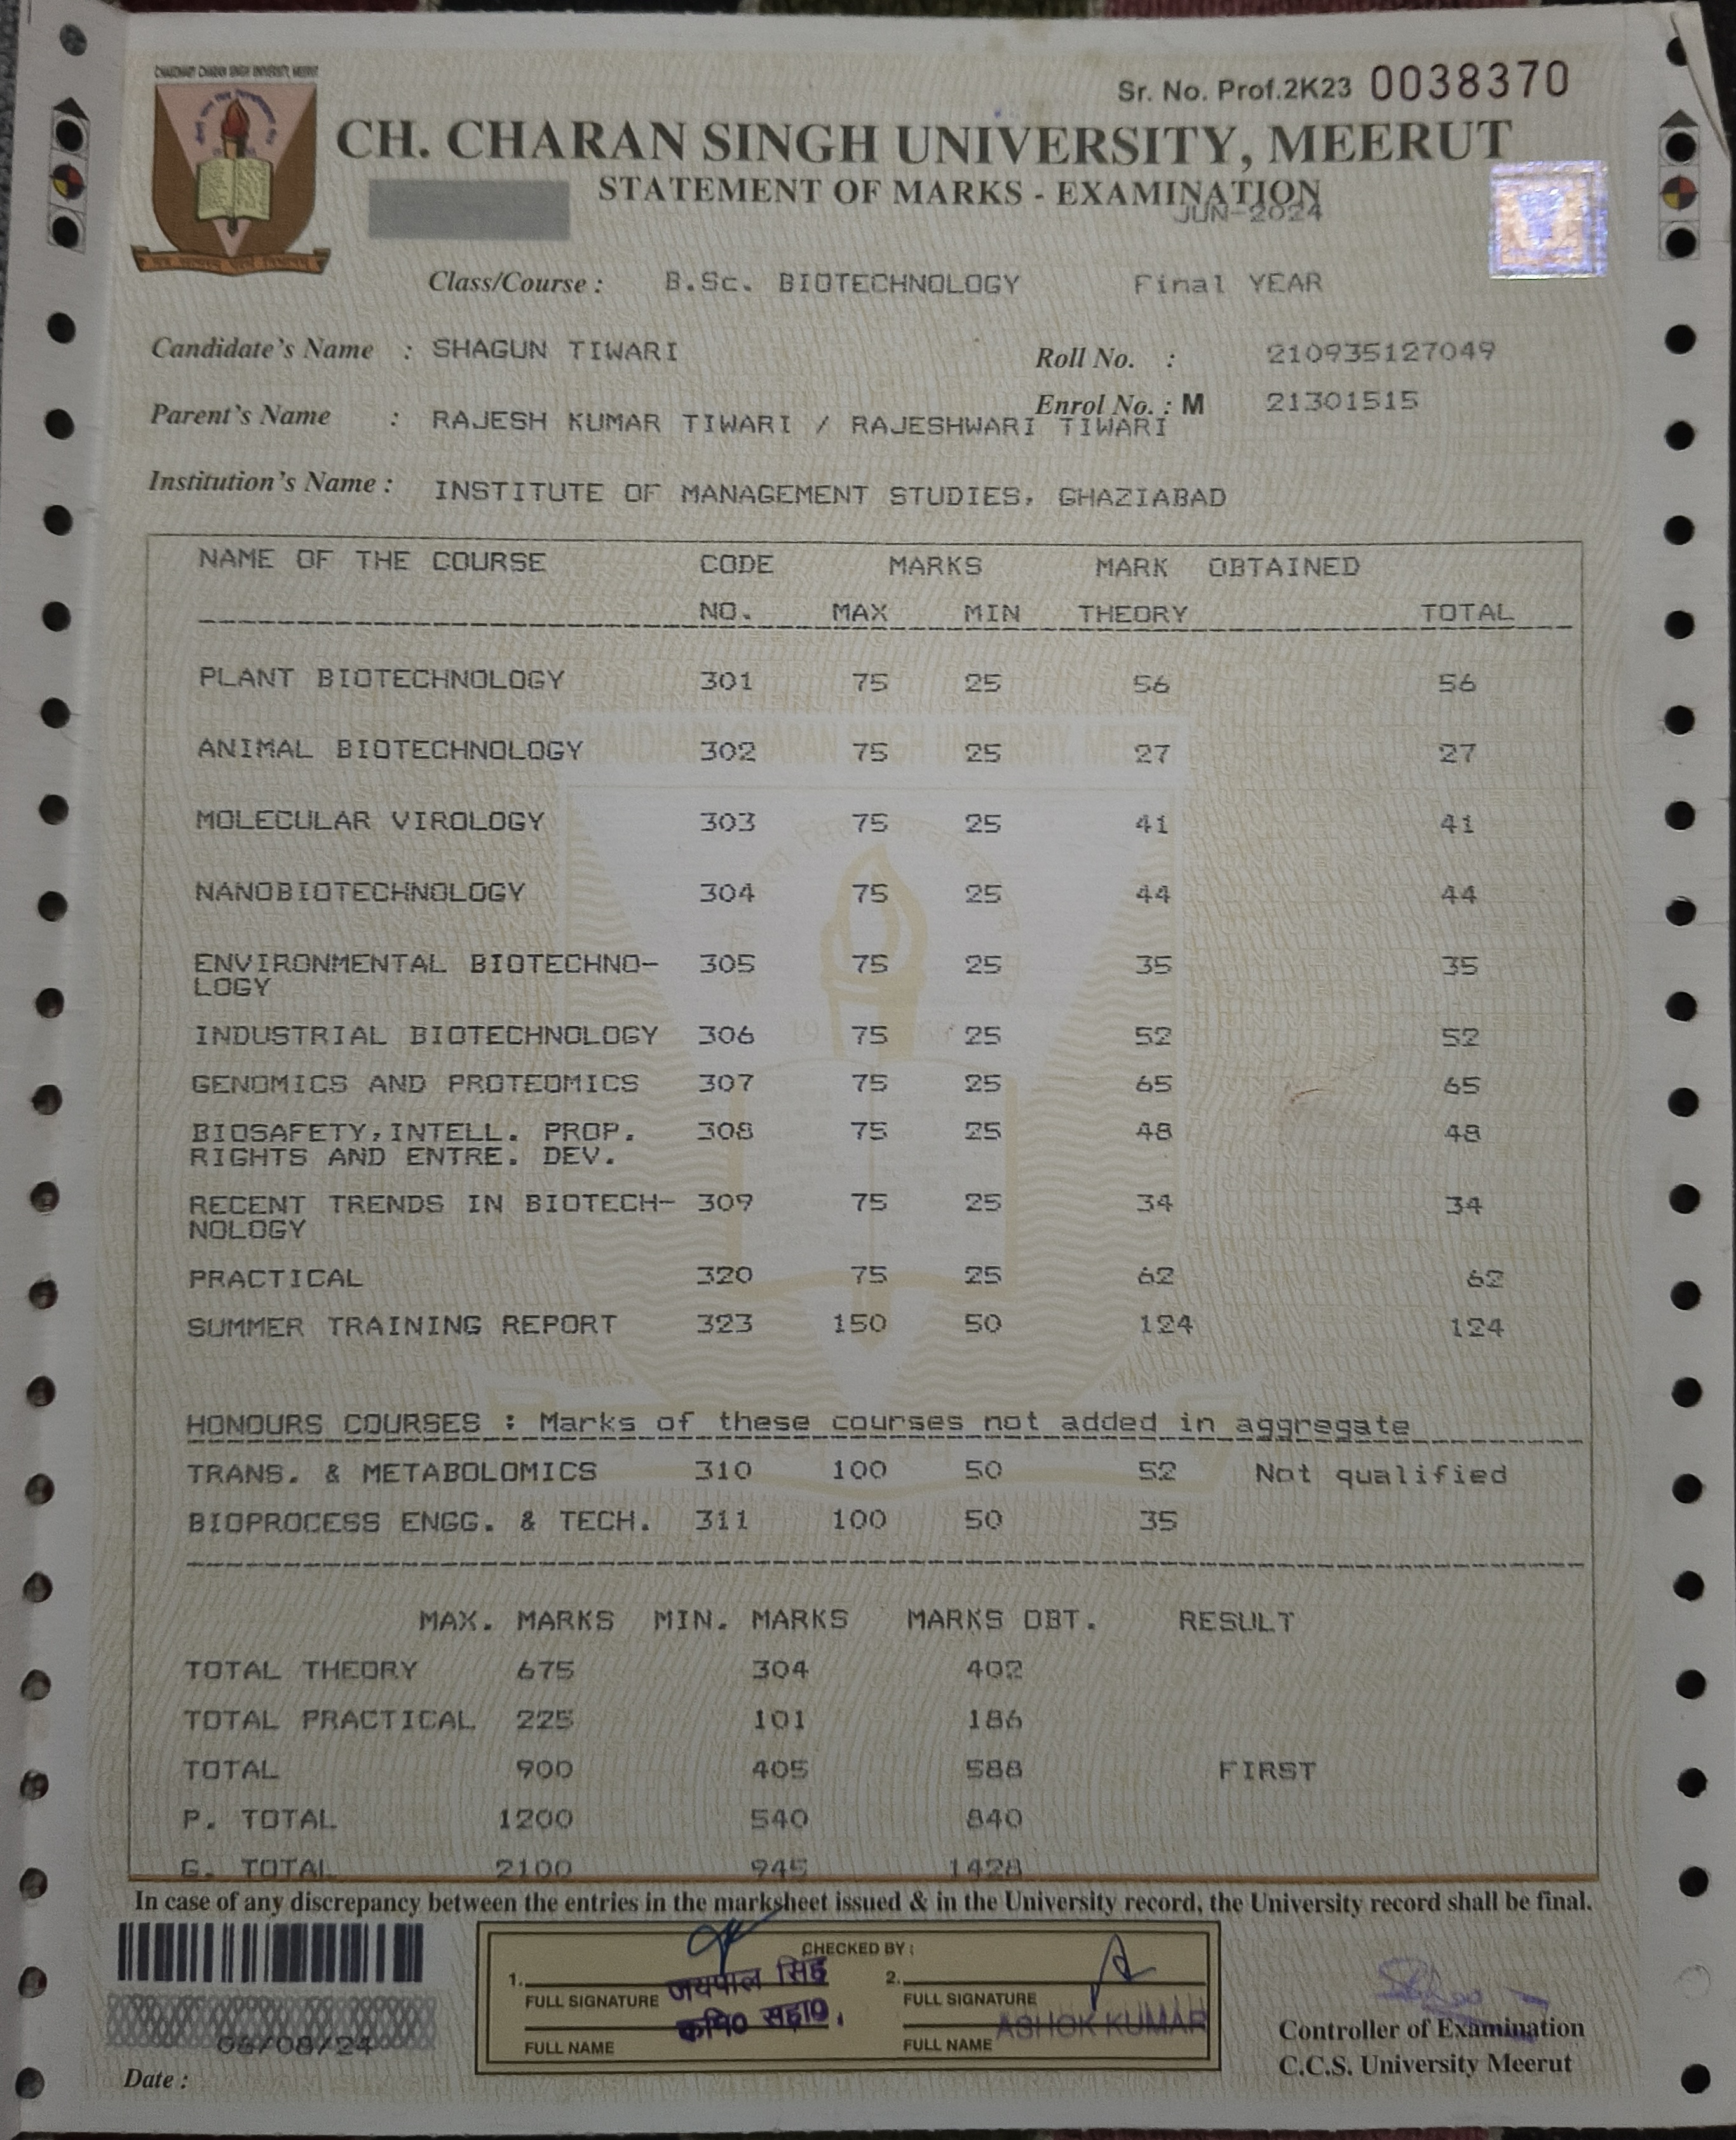 CHAUDHARY CHARAN SINGH UNIVERSITY, MEERUT
Sr. No. Prof.2K23 0038370
CH. CHARAN SINGH UNIVERSITY, MEERUT
STATEMENT OF MARKS - EXAMINATION
JUN-2024
Class/Course : B.Sc. BIOTECHNOLOGY Final YEAR
Candidate's Name : SHAGUN TIWARI Roll No. : 210935127049
Enrol No. : M 21301515
Parent's Name : RAJESH KUMAR TIWARI / RAJESHWARI TIWARI
Institution's Name : INSTITUTE OF MANAGEMENT STUDIES, GHAZIABAD
NAME OF THE COURSE CODE MARKS MARK OBTAINED
NO. MAX MIN THEORY TOTAL
PLANT BIOTECHNOLOGY 301 75 25 56 56
ANIMAL BIOTECHNOLOGY 302 75 25 27 27
MOLECULAR VIROLOGY 303 75 25 41 41
NANOBIOTECHNOLOGY 304 75 25 44 44
ENVIRONMENTAL BIOTECHNO- 305 75 25 35 35
LOGY
INDUSTRIAL BIOTECHNOLOGY 306 75 25 52 52
GENOMICS AND PROTEOMICS 307 75 25 65 65
BIOSAFETY,INTELL. PROP. 308 75 25 48 48
RIGHTS AND ENTRE. DEV.
RECENT TRENDS IN BIOTECH- 309 75 25 34 34
NOLOGY
PRACTICAL 320 75 25 62 62
SUMMER TRAINING REPORT 323 150 50 124 124
HONOURS COURSES : Marks of these courses not added in aggregate
TRANS. & METABOLOMICS 310 100 50 52 Not qualified
BIOPROCESS ENGG. & TECH. 311 100 50 35
MAX. MARKS MIN. MARKS MARKS OBT. RESULT
TOTAL THEORY 675 304 402
TOTAL PRACTICAL 225 101 186
TOTAL 900 405 588 FIRST
P. TOTAL 1200 540 840
G. TOTAL 2100 945 1428
In case of any discrepancy between the entries in the marksheet issued & in the University record, the University record shall be final.
CHECKED BY :
1. जयपाल सिंह 2.
FULL SIGNATURE FULL SIGNATURE
कनि० सहा०, ASHOK KUMAR
FULL NAME FULL NAME
06/08/24
Date :
Controller of Examination
C.C.S. University Meerut